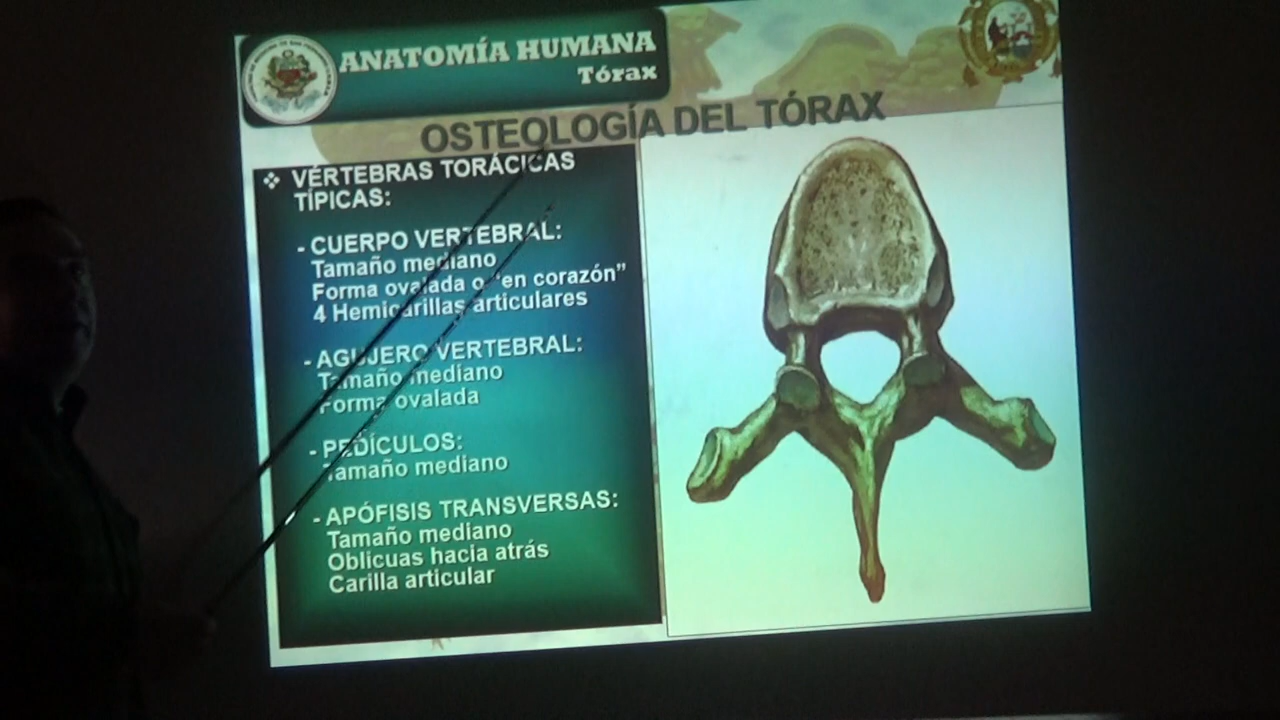 ANATOMÍA HUMANA
Tórax
OSTEOLOGÍA DEL TÓRAX
❖ VÉRTEBRAS TORÁCICAS
TÍPICAS:
- CUERPO VERTEBRAL:
Tamaño mediano
Forma ovalada o "en corazón"
4 Hemicarillas articulares
- AGUJERO VERTEBRAL:
Tamaño mediano
Forma ovalada
- PEDÍCULOS:
Tamaño mediano
- APÓFISIS TRANSVERSAS:
Tamaño mediano
Oblicuas hacia atrás
Carilla articular